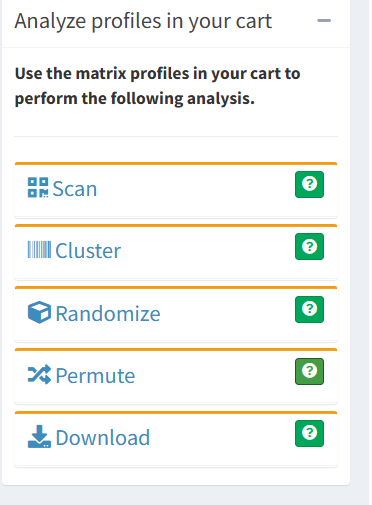 Analyze profiles in your cart
Use the matrix profiles in your cart to
perform the following analysis.
Scan
?
Cluster
?
Randomize
?
Permute
?
Download
?